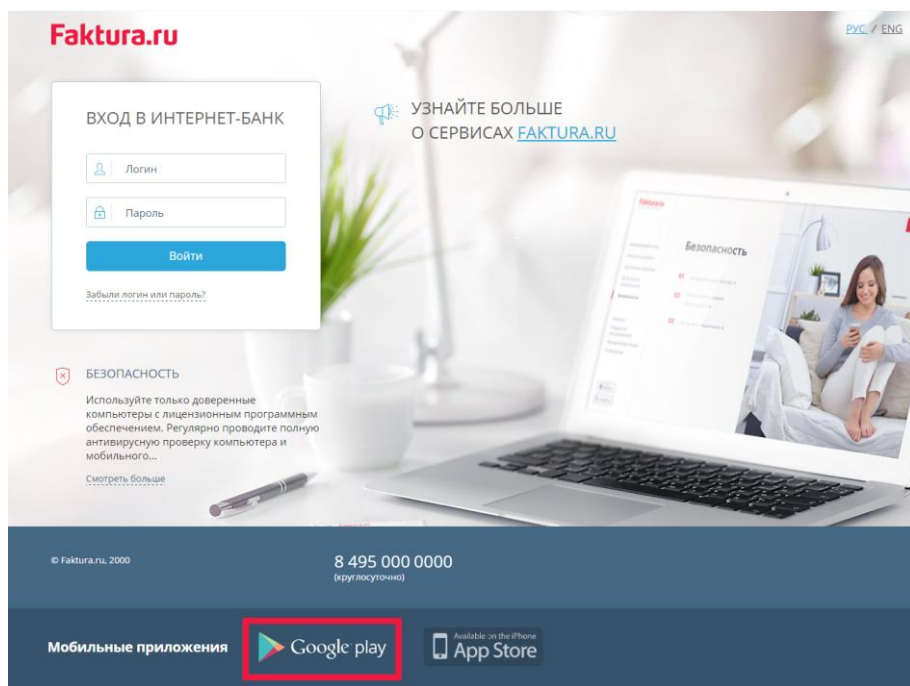 Faktura.ru
РУС / ENG
ВХОД В ИНТЕРНЕТ-БАНК
Логин
Пароль
Войти
Забыли логин или пароль?
УЗНАЙТЕ БОЛЬШЕ
О СЕРВИСАХ FAKTURA.RU
Faktura.ru
Безопасность
БЕЗОПАСНОСТЬ
Используйте только доверенные
компьютеры с лицензионным программным
обеспечением. Регулярно проводите полную
антивирусную проверку компьютера и
мобильного...
Смотреть больше
© Faktura.ru, 2000
8 495 000 0000
(круглосуточно)
Мобильные приложения
Google play
Available on the iPhone
App Store